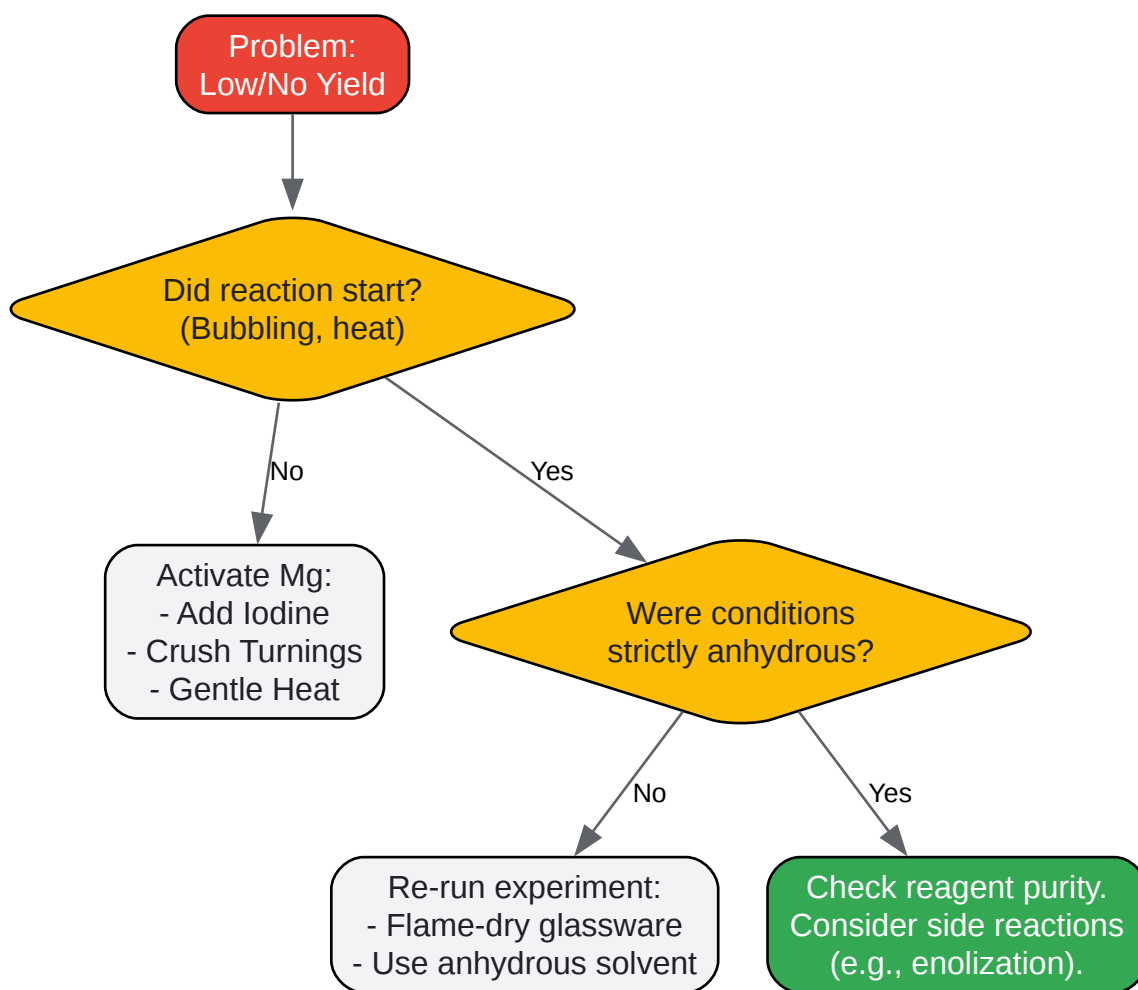 Problem:
Low/No Yield
Did reaction start?
(Bubbling, heat)
No
Yes
Activate Mg:
- Add Iodine
- Crush Turnings
- Gentle Heat
Were conditions
strictly anhydrous?
No
Yes
Re-run experiment:
- Flame-dry glassware
- Use anhydrous solvent
Check reagent purity.
Consider side reactions
(e.g., enolization).